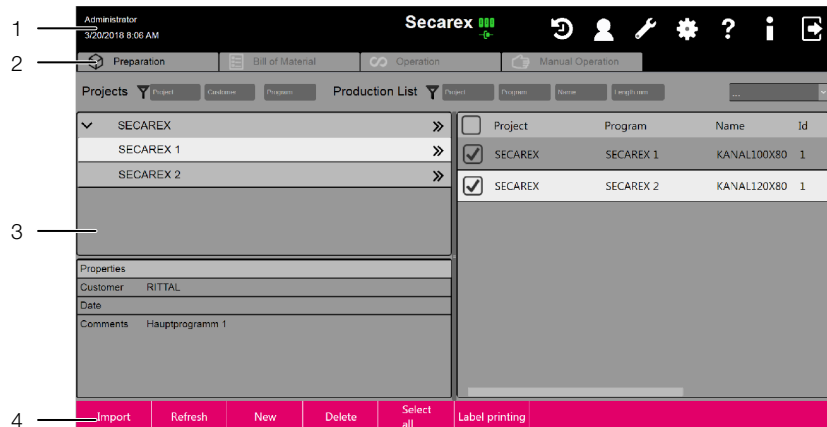 1
Administrator
3/20/2018 8:06 AM
Secarex
?
i
2
Preparation
Bill of Material
Operation
Manual Operation
Projects
Project
Customer
Program
Production List
Project
Program
Name
Length mm
...
SECAREX
SECAREX 1
SECAREX 2
Project Program Name Id
SECAREX SECAREX 1 KANAL100X80 1
SECAREX SECAREX 2 KANAL120X80 1
3
Properties
Customer RITTAL
Date
Comments Hauptprogramm 1
4
Import
Refresh
New
Delete
Select
all
Label printing